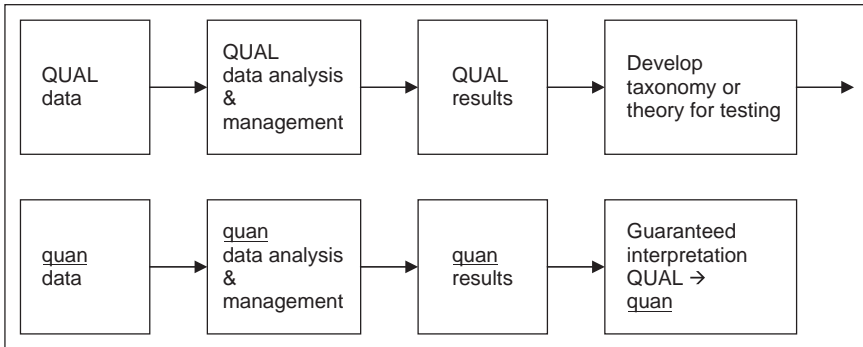 QUAL
data
QUAL
data analysis
&
management
QUAL
results
Develop
taxonomy or
theory for testing
quan
data
quan
data analysis
&
management
quan
results
Guaranteed
interpretation
QUAL →
quan